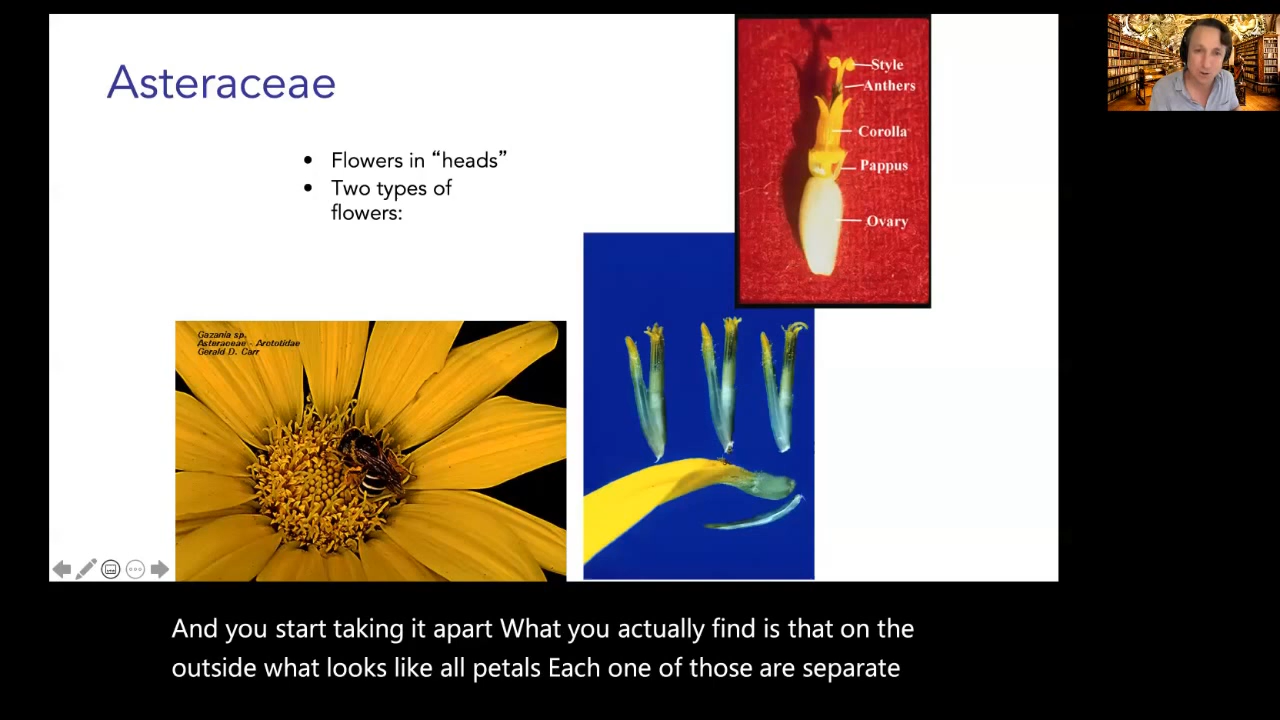 Asteraceae
• Flowers in “heads”
• Two types of
flowers:
Style
Anthers
Corolla
Pappus
Ovary
Gazania sp.
Asteraceae - Arctotidae
Gerald D. Carr
And you start taking it apart What you actually find is that on the
outside what looks like all petals Each one of those are separate